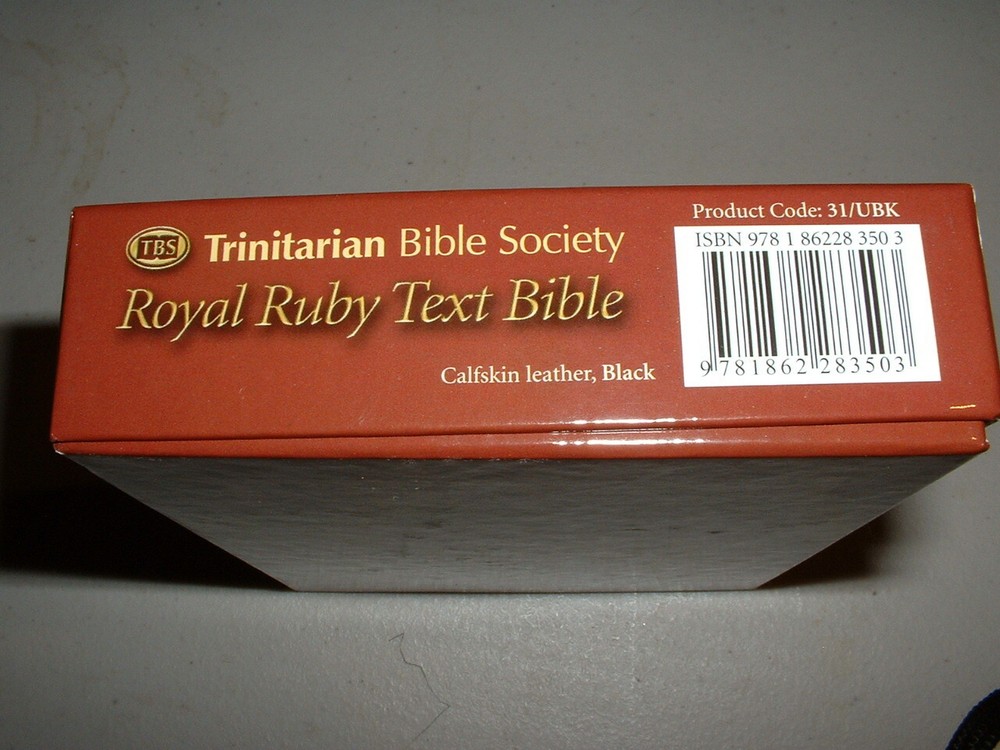 TBS Trinitarian Bible Society
Royal Ruby Text Bible
Calfskin leather, Black
Product Code: 31/UBK
ISBN 978 1 86228 350 3
9 781862 283503